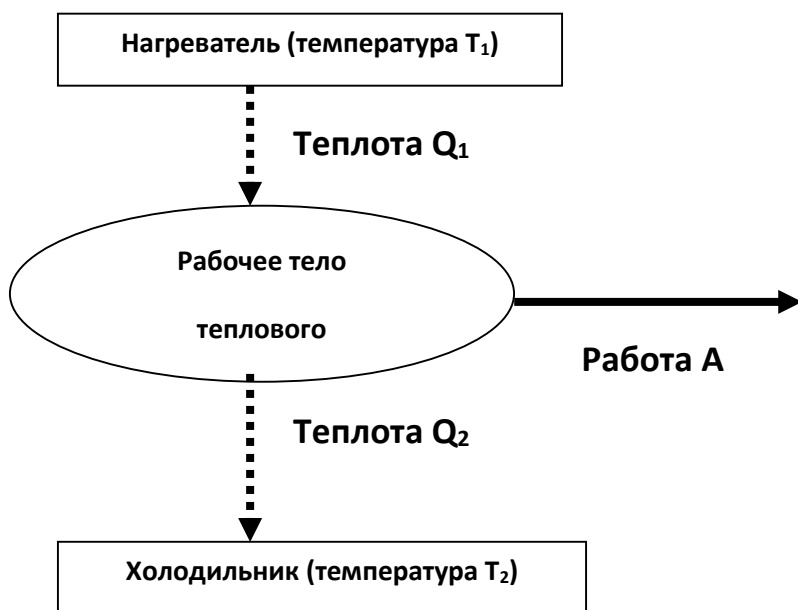 Нагреватель (температура T₁)
Теплота Q₁
Рабочее тело
теплового
Работа A
Теплота Q₂
Холодильник (температура T₂)